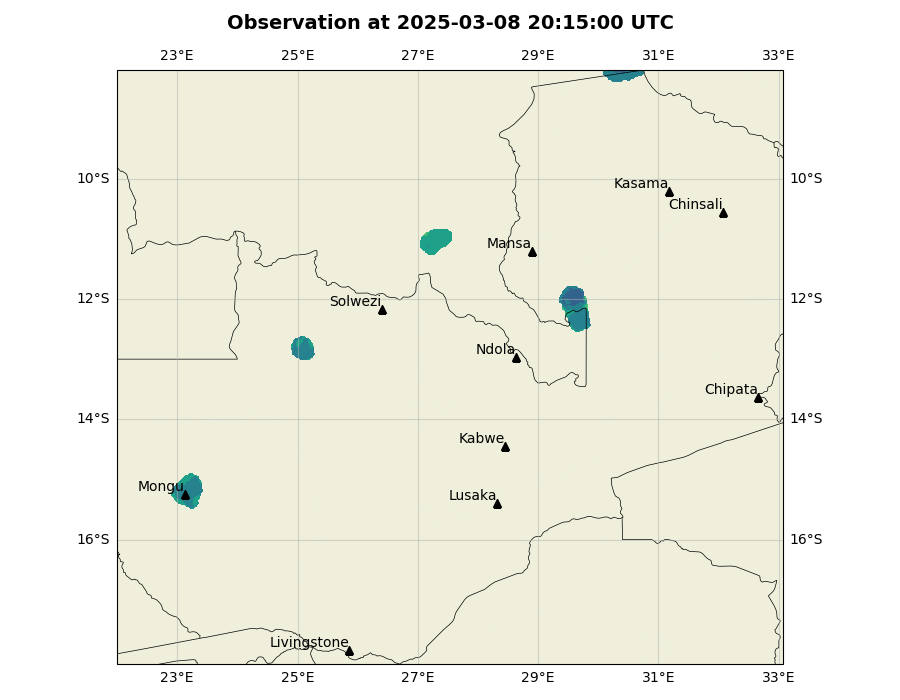 Observation at 2025-03-08 20:15:00 UTC
23°E 25°E 27°E 29°E 31°E 33°E
10°S 10°S
Kasama
Chinsali
Mansa
12°S 12°S
Solwezi
Ndola
Chipata
14°S 14°S
Kabwe
Mongu
Lusaka
16°S 16°S
Livingstone
23°E 25°E 27°E 29°E 31°E 33°E